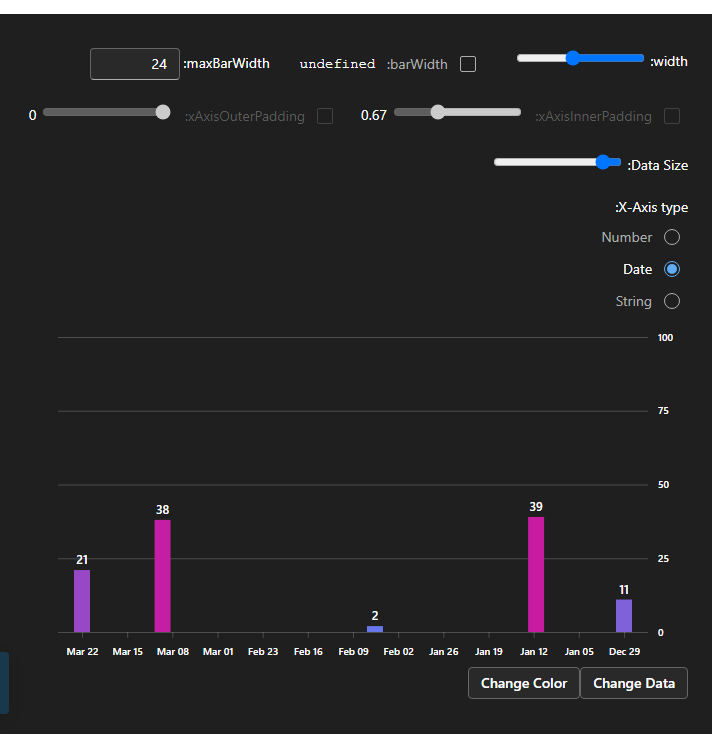 24 :maxBarWidth undefined :barWidth :width
0 :xAxisOuterPadding 0.67 :xAxisInnerPadding
:Data Size
:X-Axis type
Number
Date
String
100
75
50
39
38
25
21
11
2
0
Mar 22 Mar 15 Mar 08 Mar 01 Feb 23 Feb 16 Feb 09 Feb 02 Jan 26 Jan 19 Jan 12 Jan 05 Dec 29
Change Color Change Data